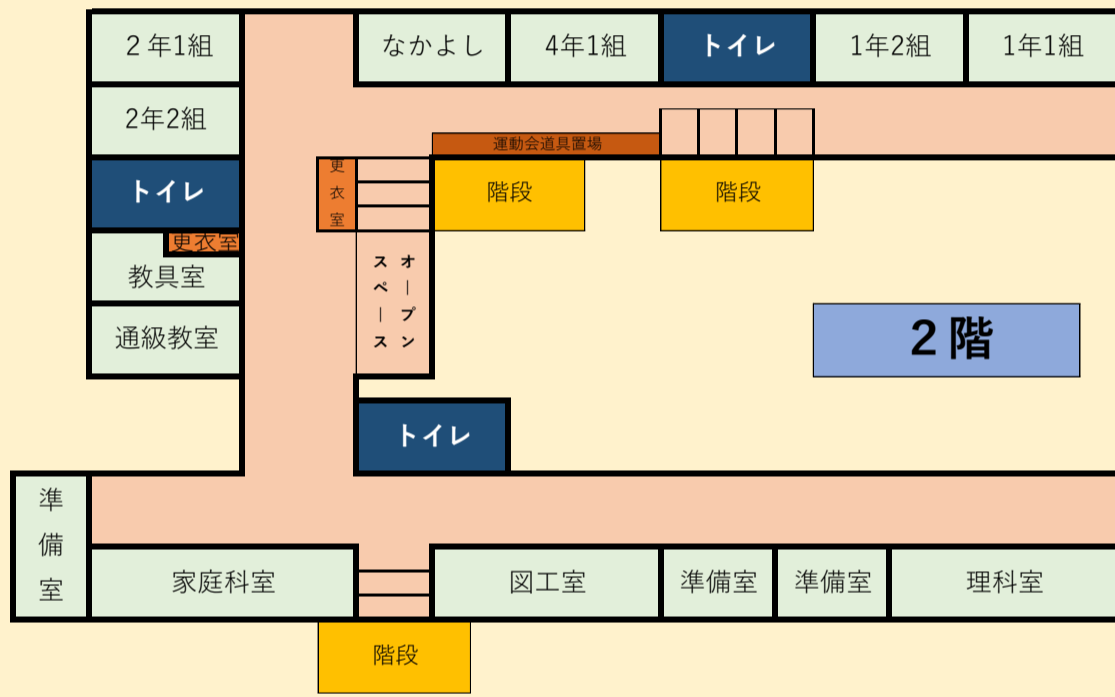 ２年1組
なかよし
4年1組
トイレ
1年2組
1年1組
2年2組
運動会道具置場
トイレ
更衣室
階段
階段
更衣室
教具室
オープン
スペース
通級教室
２階
トイレ
準備室
家庭科室
図工室
準備室
準備室
理科室
階段